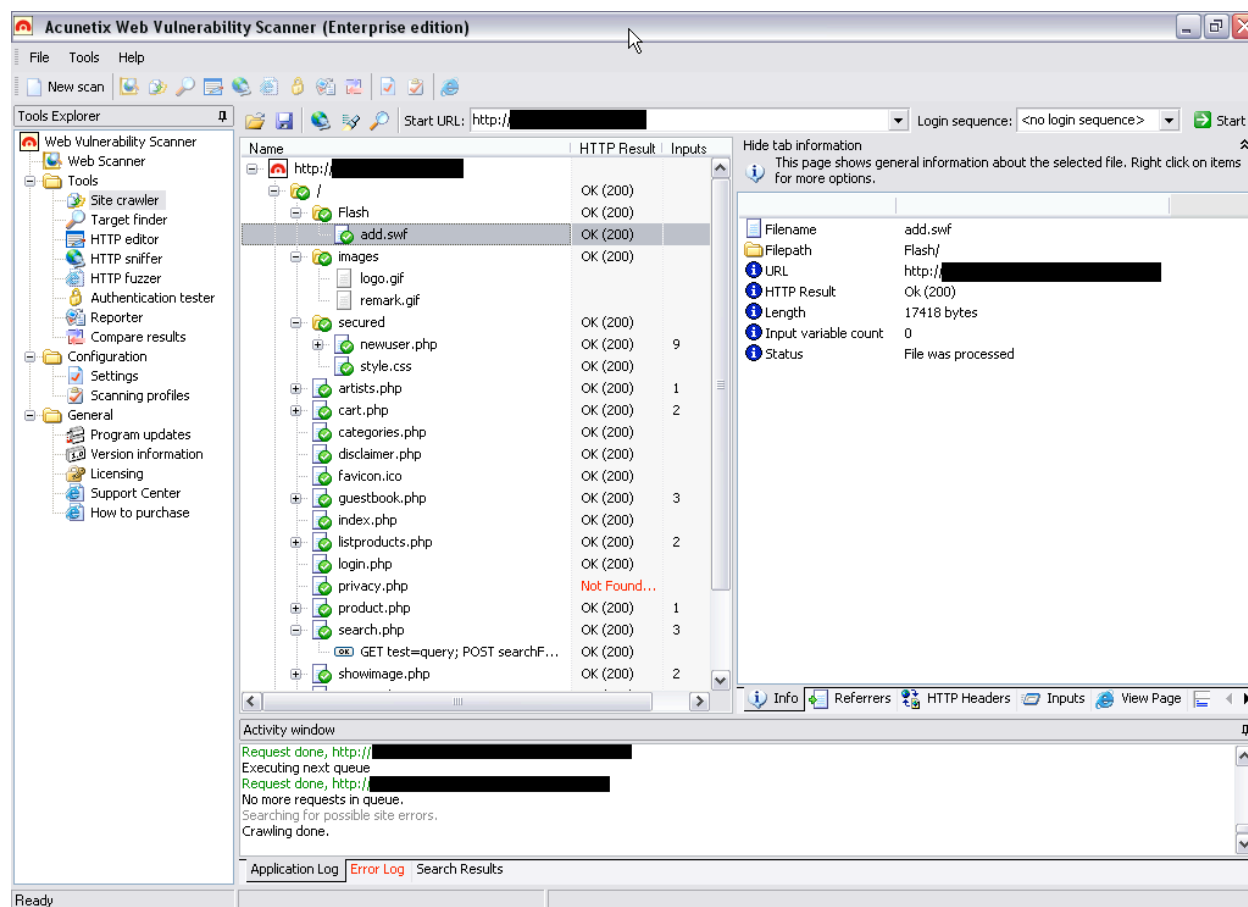 Acunetix Web Vulnerability Scanner (Enterprise edition)
File Tools Help
New scan
Tools Explorer
Web Vulnerability Scanner
Web Scanner
Tools
Site crawler
Target finder
HTTP editor
HTTP sniffer
HTTP fuzzer
Authentication tester
Reporter
Compare results
Configuration
Settings
Scanning profiles
General
Program updates
Version information
Licensing
Support Center
How to purchase
Start URL: http:// Login sequence: <no login sequence> Start
Name HTTP Result Inputs
http://
/ OK (200)
Flash OK (200)
add.swf OK (200)
images OK (200)
logo.gif
remark.gif
secured OK (200)
newuser.php OK (200) 9
style.css OK (200)
artists.php OK (200) 1
cart.php OK (200) 2
categories.php OK (200)
disclaimer.php OK (200)
favicon.ico OK (200)
guestbook.php OK (200) 3
index.php OK (200)
listproducts.php OK (200) 2
login.php OK (200)
privacy.php Not Found...
product.php OK (200) 1
search.php OK (200) 3
GET test=query; POST searchF... OK (200)
showimage.php OK (200) 2
Hide tab information
This page shows general information about the selected file. Right click on items
for more options.
Filename add.swf
Filepath Flash/
URL http://
HTTP Result Ok (200)
Length 17418 bytes
Input variable count 0
Status File was processed
Info Referrers HTTP Headers Inputs View Page
Activity window
Request done, http://
Executing next queue
Request done, http://
No more requests in queue.
Searching for possible site errors.
Crawling done.
Application Log Error Log Search Results
Ready